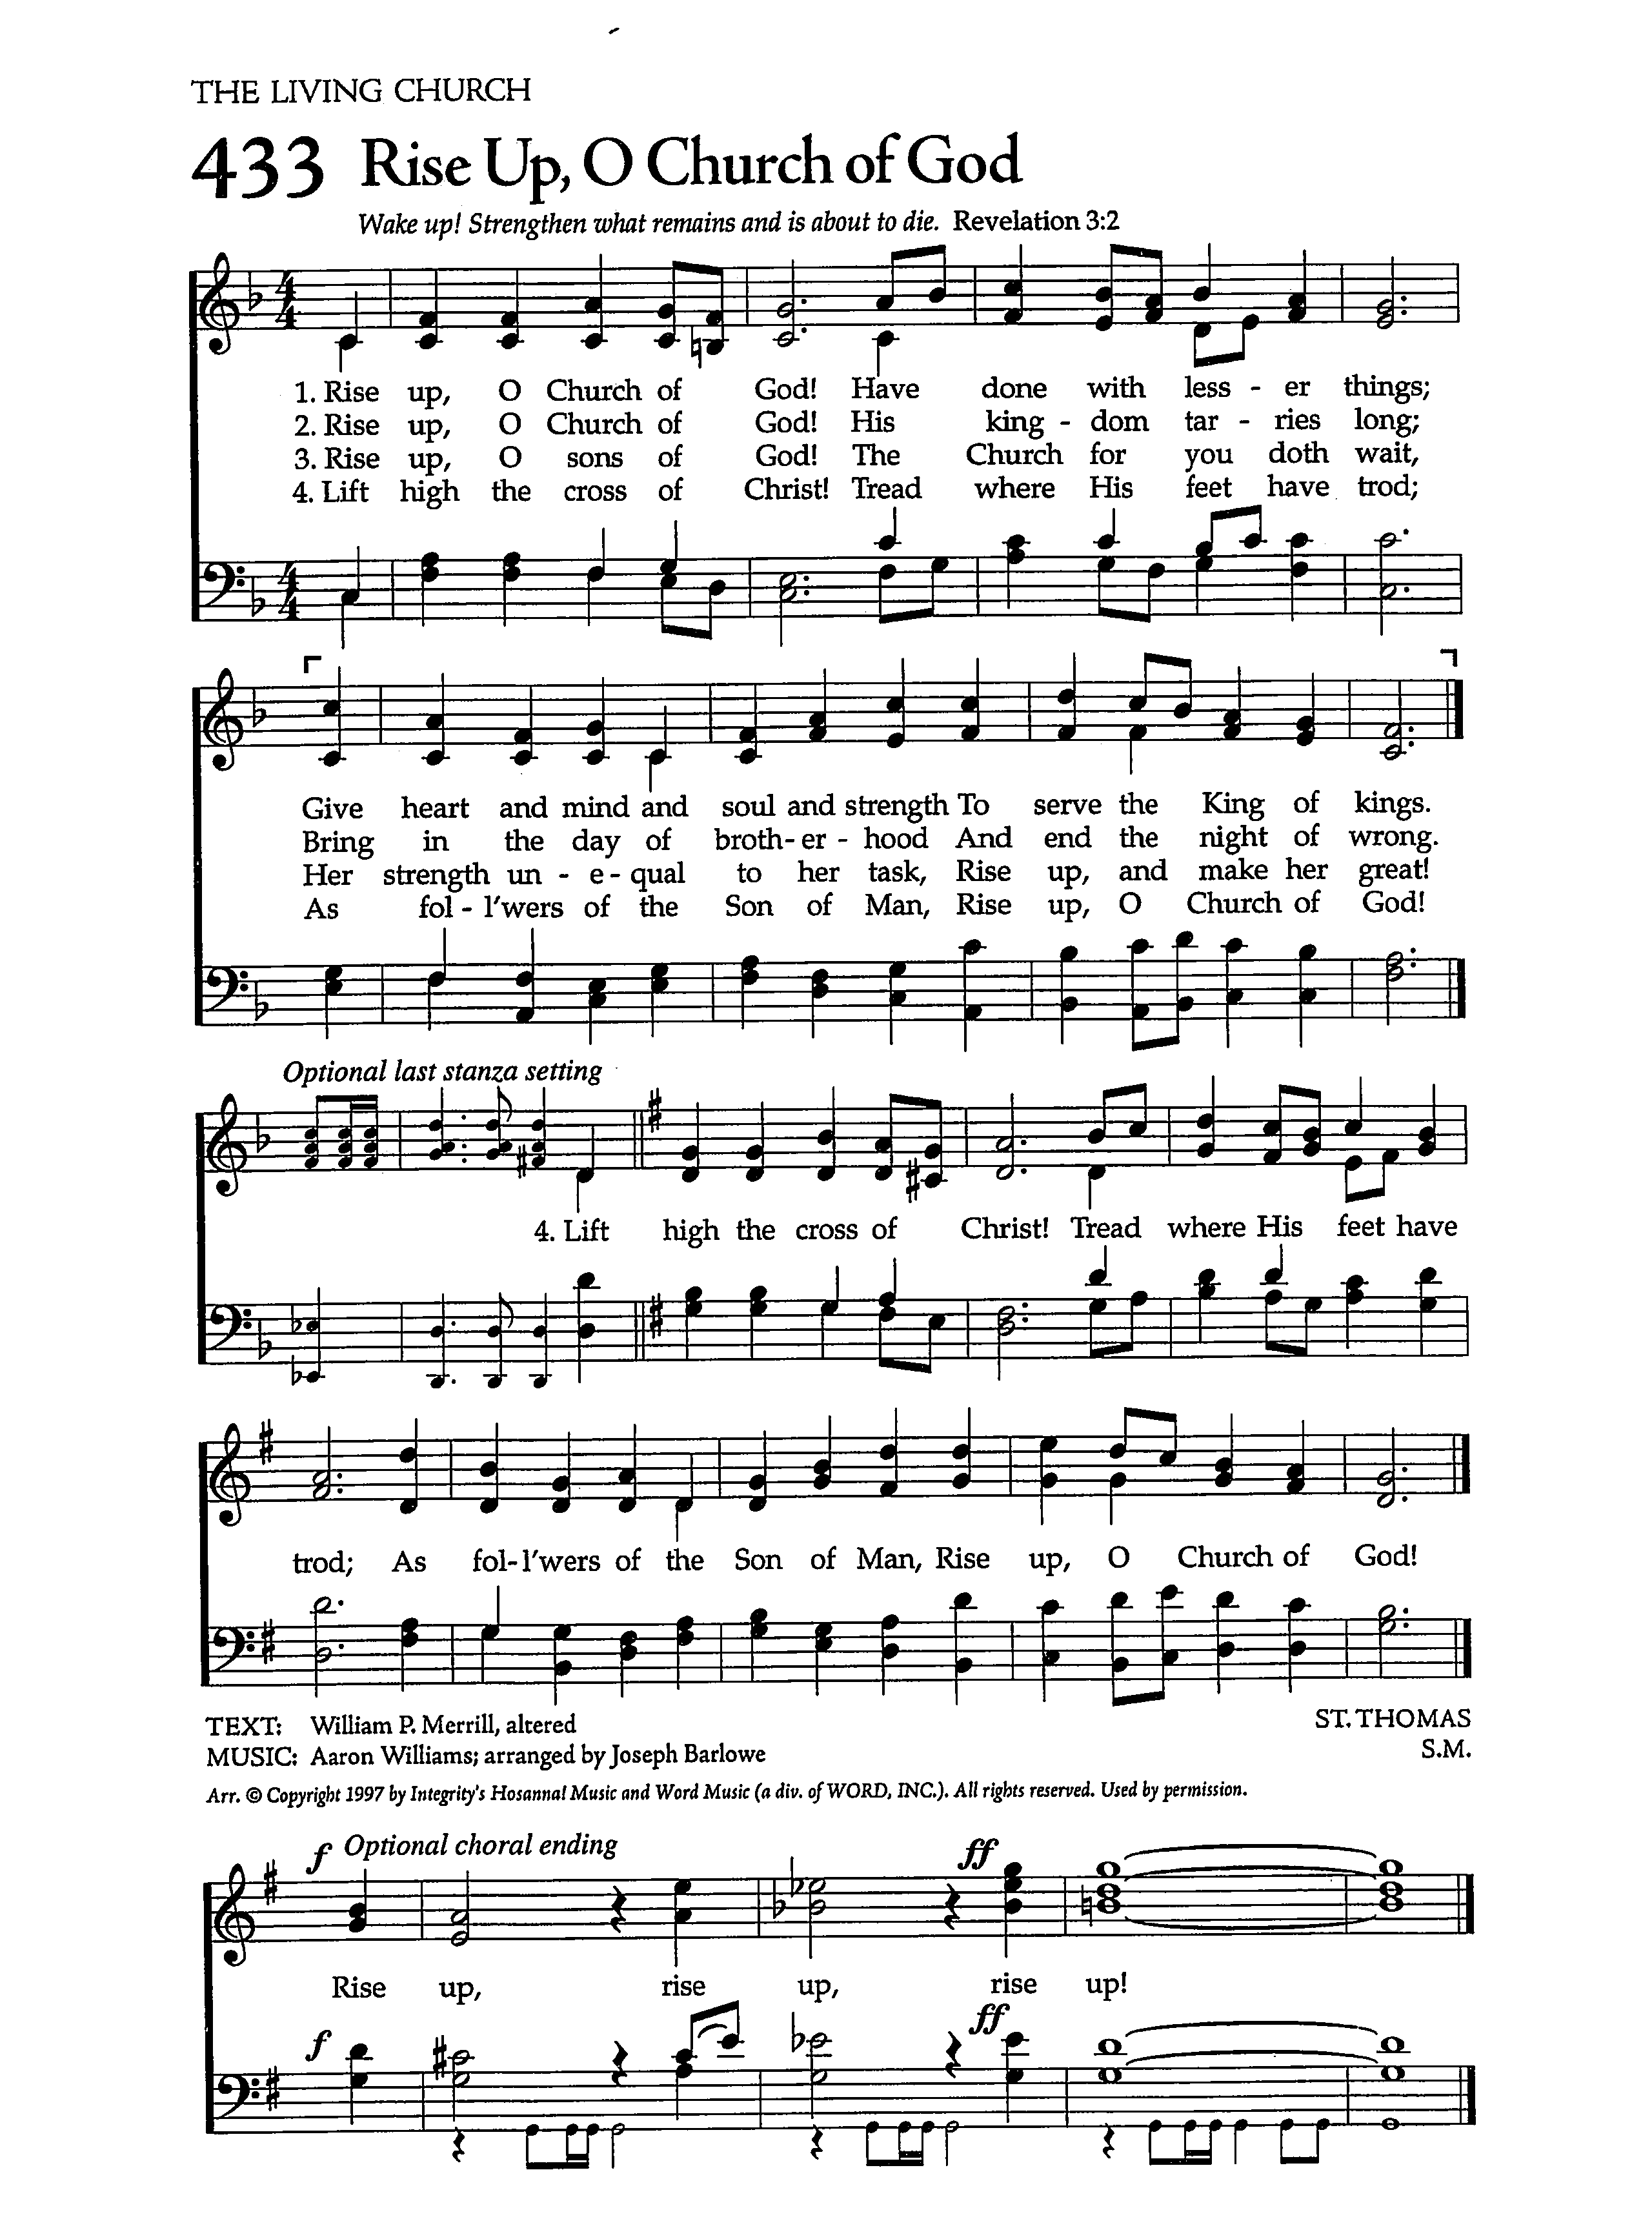 THE LIVING CHURCH
433 Rise Up, O Church of God
Wake up! Strengthen what remains and is about to die. Revelation 3:2
1. Rise up, O Church of God! Have done with less - er things;
2. Rise up, O Church of God! His king - dom tar - ries long;
3. Rise up, O sons of God! The Church for you doth wait,
4. Lift high the cross of Christ! Tread where His feet have trod;
Give heart and mind and soul and strength To serve the King of kings.
Bring in the day of broth- er - hood And end the night of wrong.
Her strength un - e - qual to her task, Rise up, and make her great!
As fol - l'wers of the Son of Man, Rise up, O Church of God!
Optional last stanza setting
4. Lift high the cross of Christ! Tread where His feet have
trod; As fol- l'wers of the Son of Man, Rise up, O Church of God!
TEXT: William P. Merrill, altered ST. THOMAS
MUSIC: Aaron Williams; arranged by Joseph Barlowe S.M.
Arr. © Copyright 1997 by Integrity's Hosanna! Music and Word Music (a div. of WORD, INC.). All rights reserved. Used by permission.
f Optional choral ending ff
Rise up, rise up, rise up!
f ff